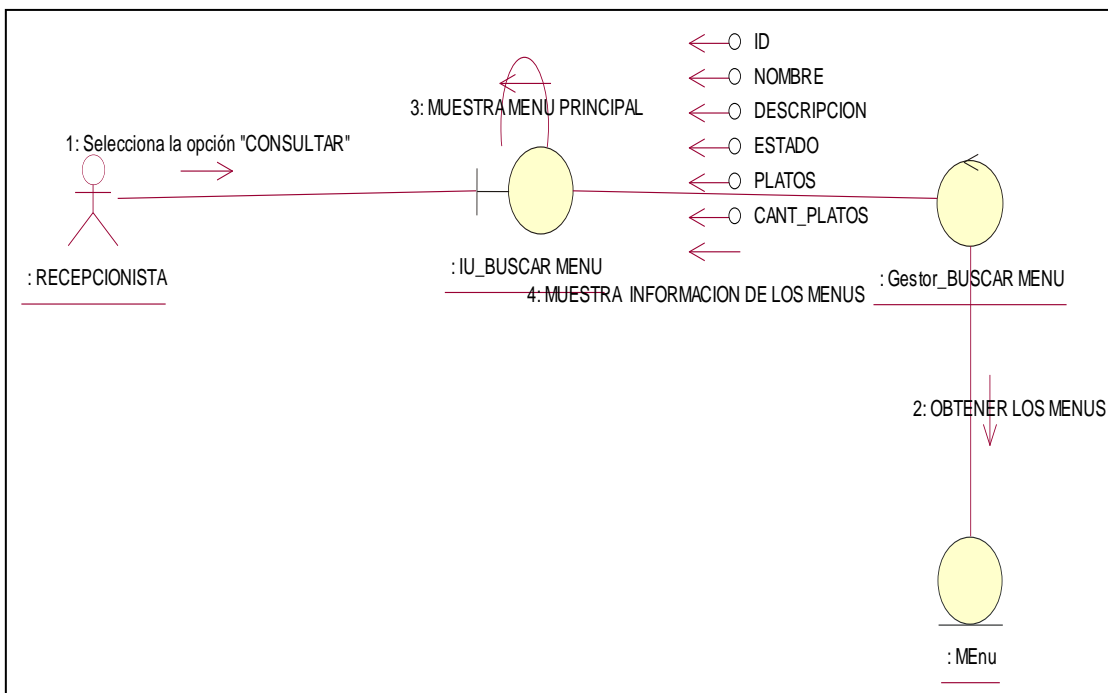 ID
NOMBRE
3: MUESTRA MENU PRINCIPAL
DESCRIPCION
1: Selecciona la opción "CONSULTAR"
ESTADO
PLATOS
CANT_PLATOS
: RECEPCIONISTA
: IU_BUSCAR MENU
: Gestor_BUSCAR MENU
4: MUESTRA INFORMACION DE LOS MENUS
2: OBTENER LOS MENUS
: MEnu